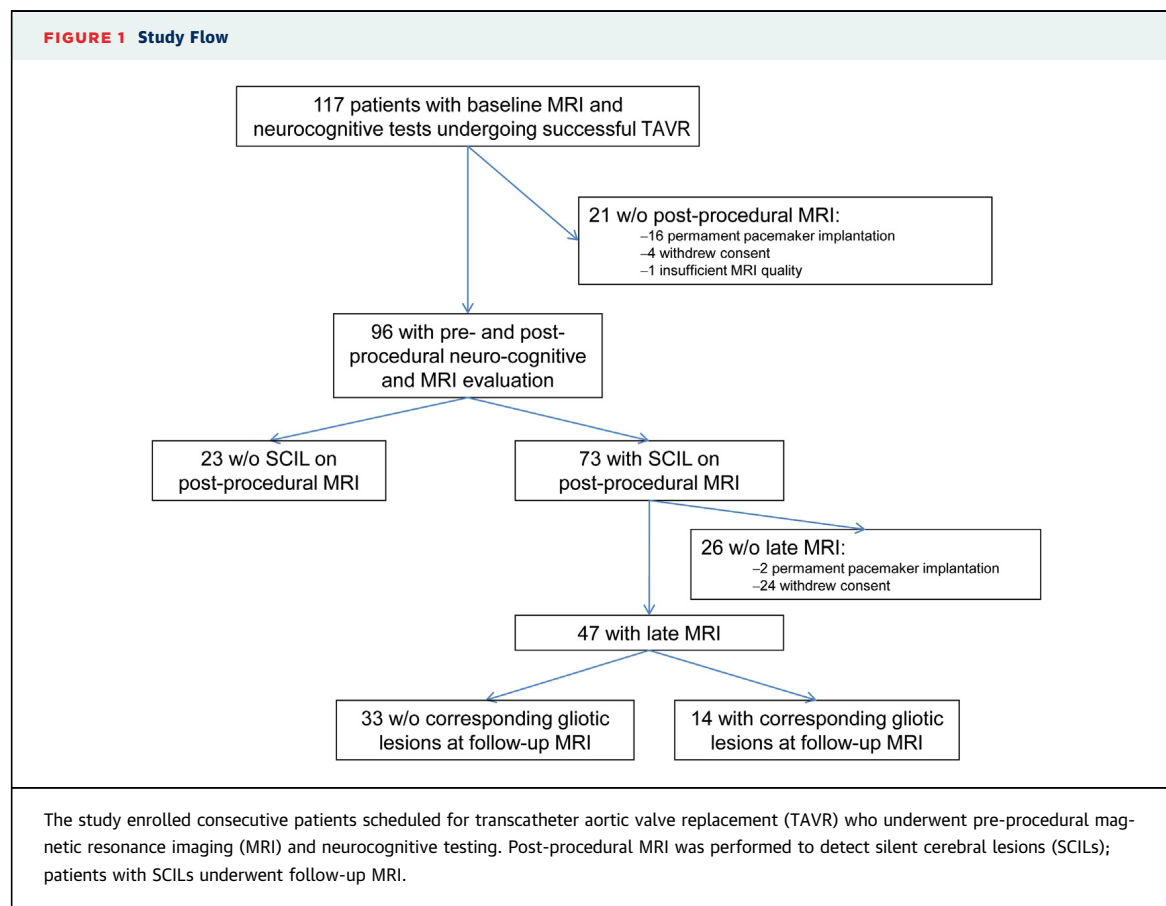 FIGURE 1 Study Flow
117 patients with baseline MRI and
neurocognitive tests undergoing successful TAVR
21 w/o post-procedural MRI:
–16 permament pacemaker implantation
–4 withdrew consent
–1 insufficient MRI quality
96 with pre- and post-
procedural neuro-cognitive
and MRI evaluation
23 w/o SCIL on
post-procedural MRI
73 with SCIL on
post-procedural MRI
26 w/o late MRI:
–2 permament pacemaker implantation
–24 withdrew consent
47 with late MRI
33 w/o corresponding gliotic
lesions at follow-up MRI
14 with corresponding gliotic
lesions at follow-up MRI
The study enrolled consecutive patients scheduled for transcatheter aortic valve replacement (TAVR) who underwent pre-procedural mag-
netic resonance imaging (MRI) and neurocognitive testing. Post-procedural MRI was performed to detect silent cerebral lesions (SCILs);
patients with SCILs underwent follow-up MRI.